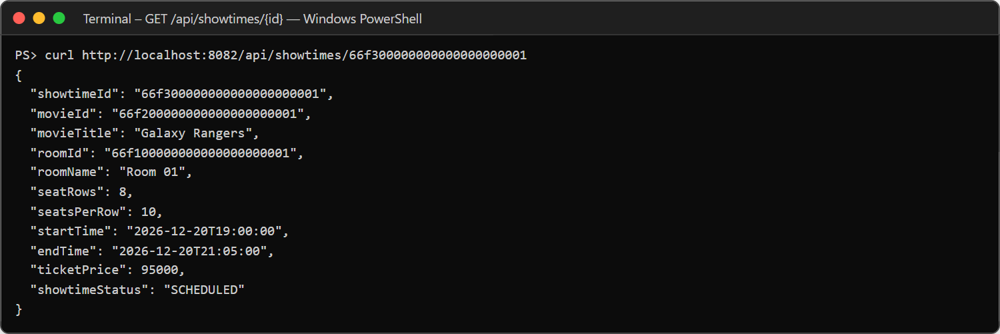 Terminal – GET /api/showtimes/{id} — Windows PowerShell
PS> curl http://localhost:8082/api/showtimes/66f300000000000000000001
{
  "showtimeId": "66f300000000000000000001",
  "movieId": "66f200000000000000000001",
  "movieTitle": "Galaxy Rangers",
  "roomId": "66f100000000000000000001",
  "roomName": "Room 01",
  "seatRows": 8,
  "seatsPerRow": 10,
  "startTime": "2026-12-20T19:00:00",
  "endTime": "2026-12-20T21:05:00",
  "ticketPrice": 95000,
  "showtimeStatus": "SCHEDULED"
}